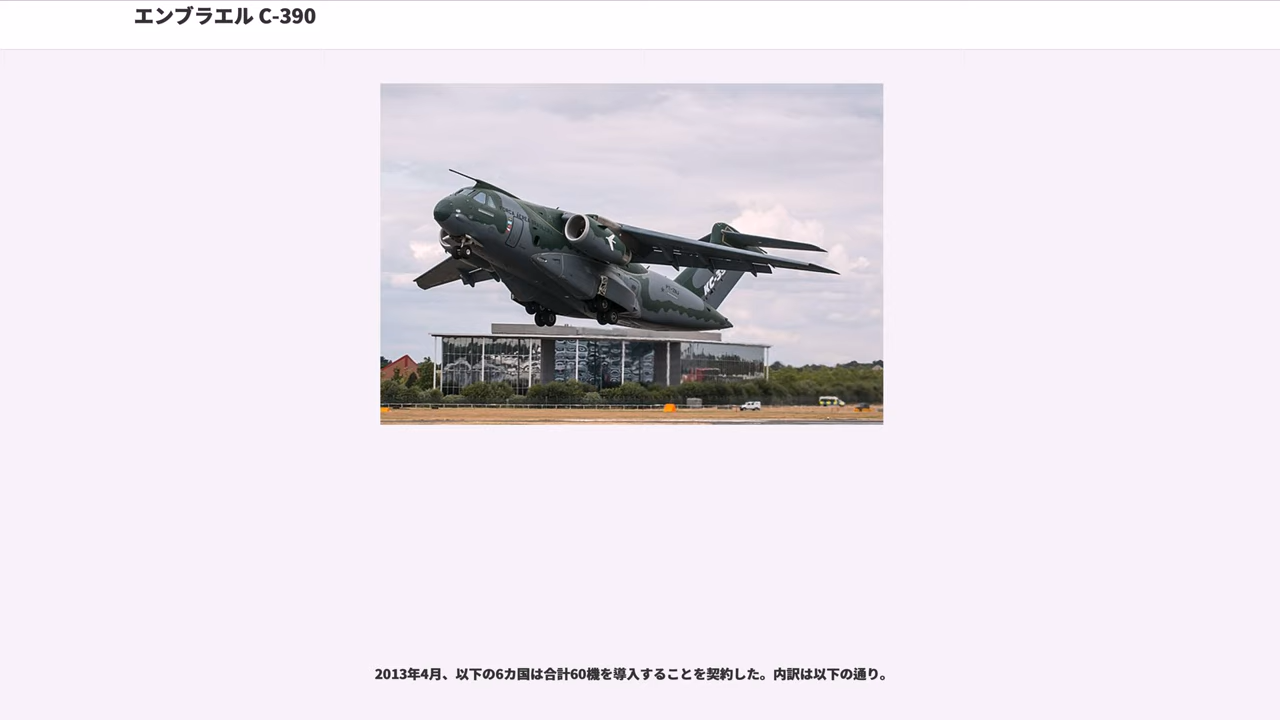 エンブラエル C-390
2013年4月、以下の6カ国は合計60機を導入することを契約した。内訳は以下の通り。